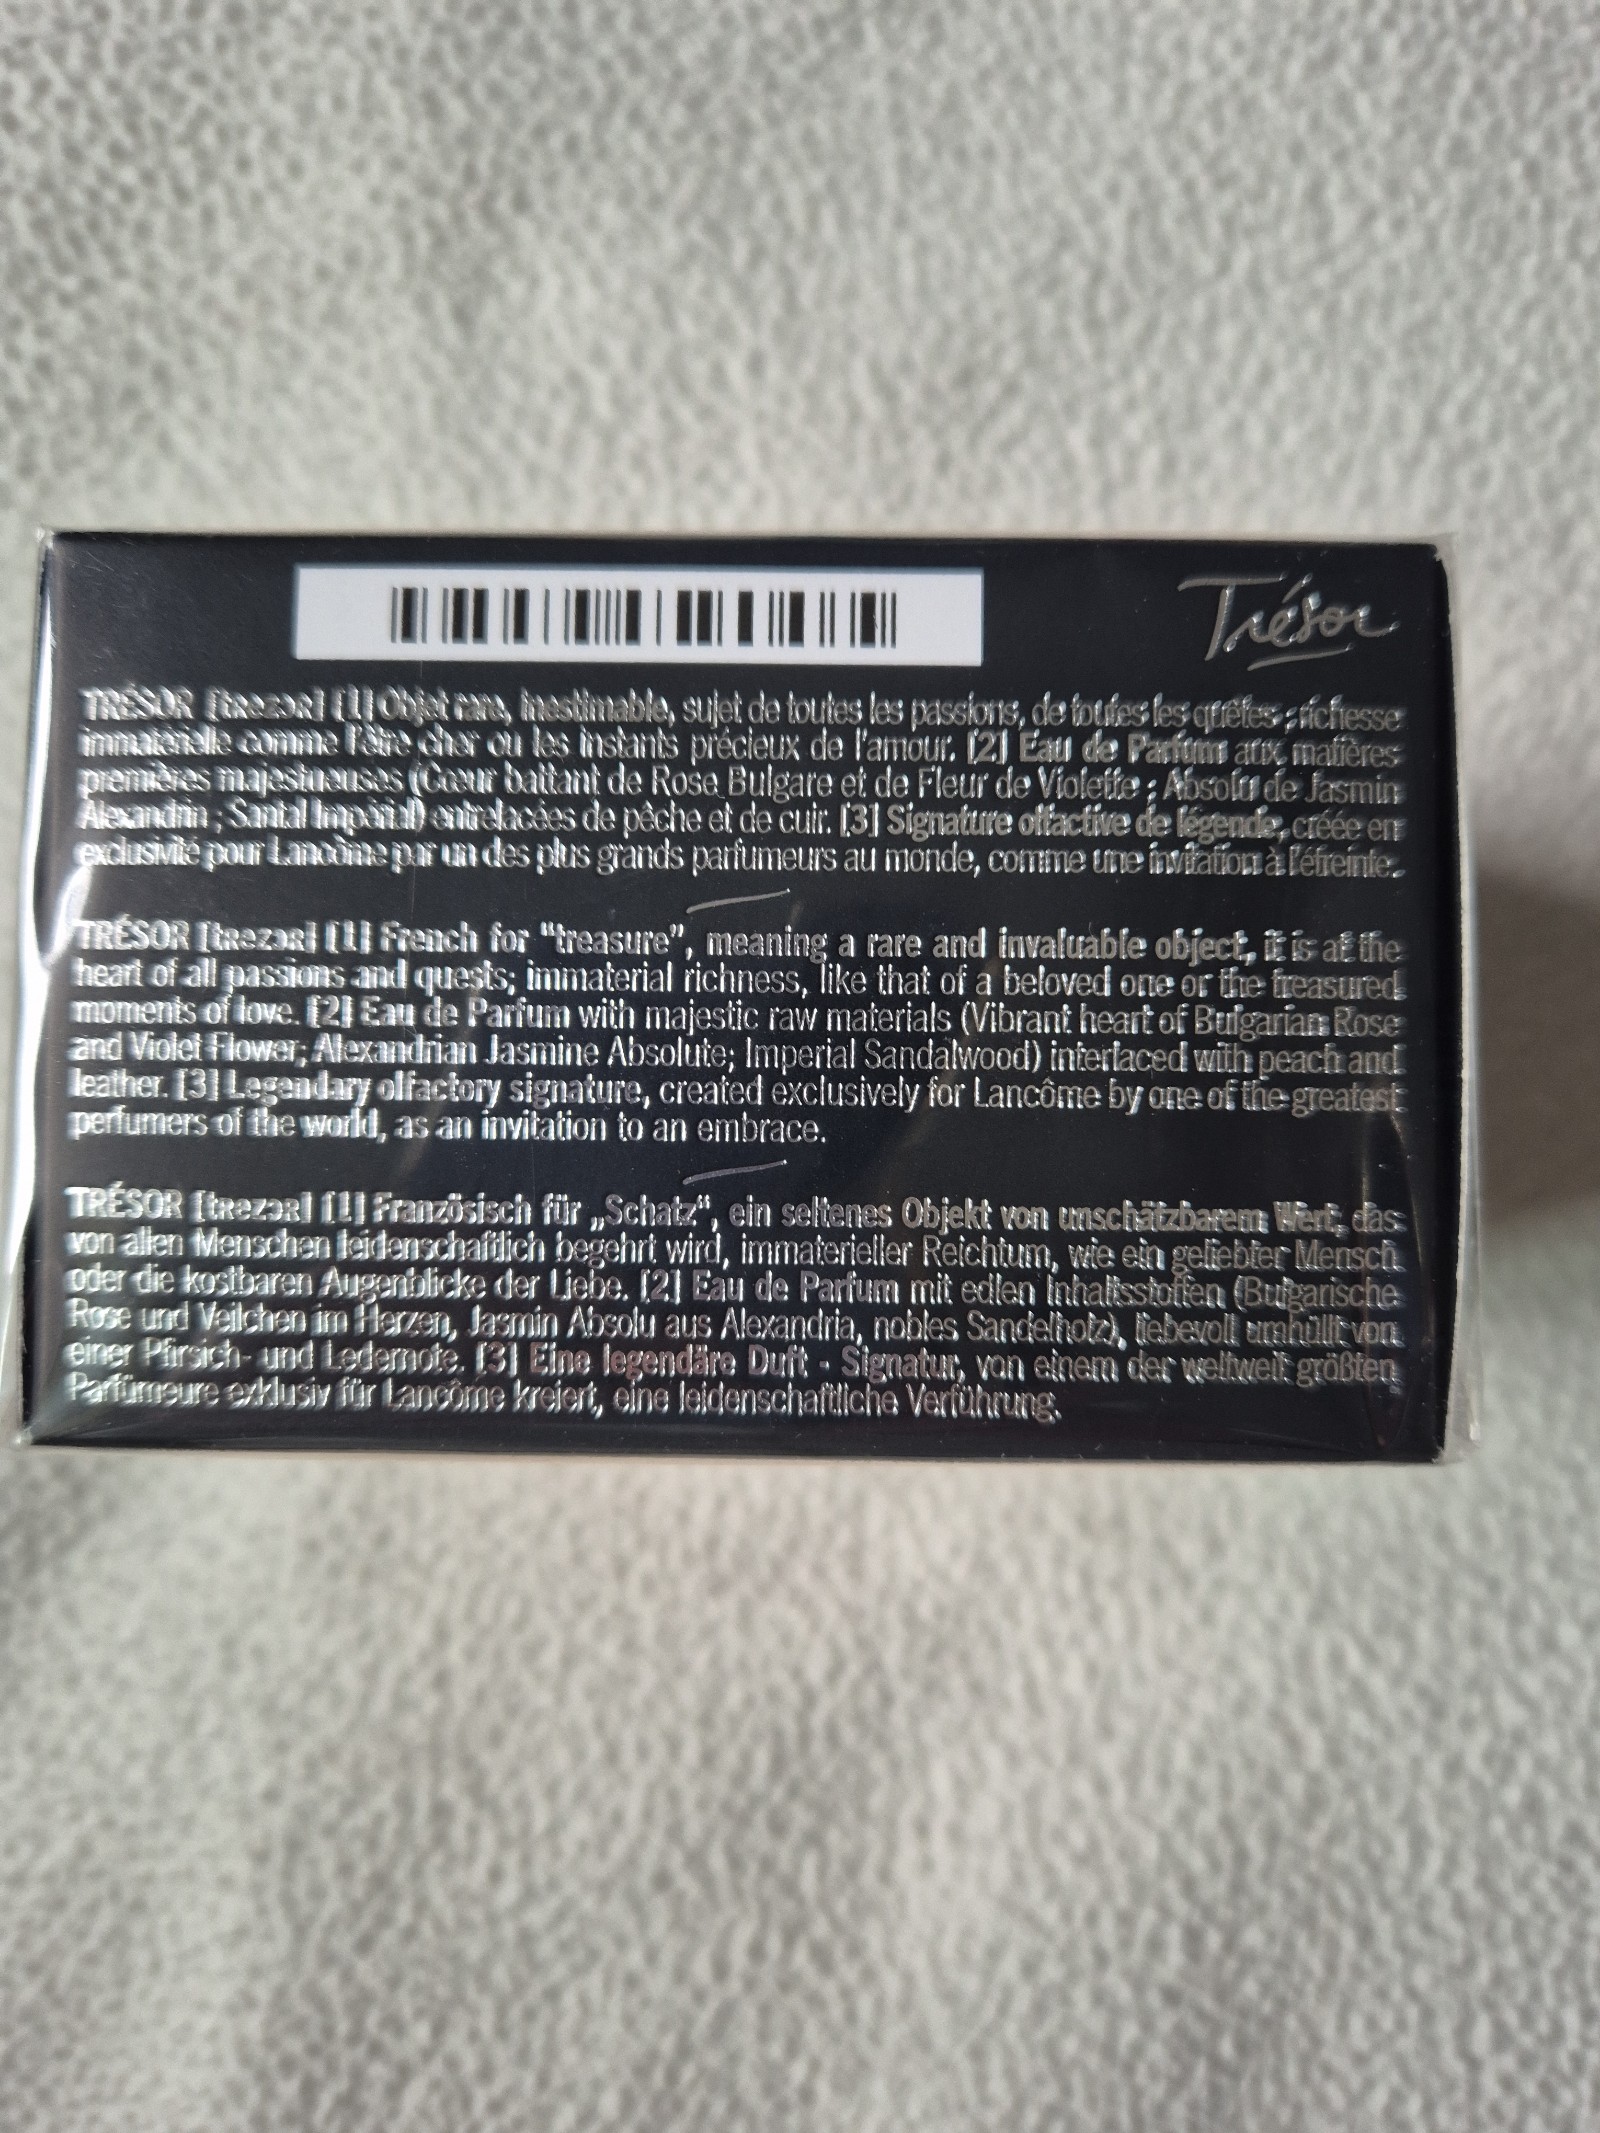 Trésor
TRÉSOR [tʀezɔʀ] [1] Objet rare, inestimable, sujet de toutes les passions, de toutes les quêtes ; richesse
immatérielle comme l'être cher ou les instants précieux de l'amour. [2] Eau de Parfum aux matières
premières majestueuses (Cœur battant de Rose Bulgare et de Fleur de Violette ; Absolu de Jasmin
Alexandrin ; Santal Impérial) entrelacées de pêche et de cuir. [3] Signature olfactive de légende, créée en
exclusivité pour Lancôme par un des plus grands parfumeurs au monde, comme une invitation à l'étreinte.
TRÉSOR [tʀezɔʀ] [1] French for "treasure", meaning a rare and invaluable object, it is at the
heart of all passions and quests; immaterial richness, like that of a beloved one or the treasured
moments of love. [2] Eau de Parfum with majestic raw materials (Vibrant heart of Bulgarian Rose
and Violet Flower; Alexandrian Jasmine Absolute; Imperial Sandalwood) interlaced with peach and
leather. [3] Legendary olfactory signature, created exclusively for Lancôme by one of the greatest
perfumers of the world, as an invitation to an embrace.
TRÉSOR [tʀezɔʀ] [1] Französisch für „Schatz“, ein seltenes Objekt von unschätzbarem Wert, das
von allen Menschen leidenschaftlich begehrt wird, immaterieller Reichtum, wie ein geliebter Mensch
oder die kostbaren Augenblicke der Liebe. [2] Eau de Parfum mit edlen Inhaltsstoffen (Bulgarische
Rose und Veilchen im Herzen, Jasmin Absolu aus Alexandria, nobles Sandelholz), liebevoll umhüllt von
einer Pfirsich- und Ledernote. [3] Eine legendäre Duft - Signatur, von einem der weltweit größten
Parfümeure exklusiv für Lancôme kreiert, eine leidenschaftliche Verführung.